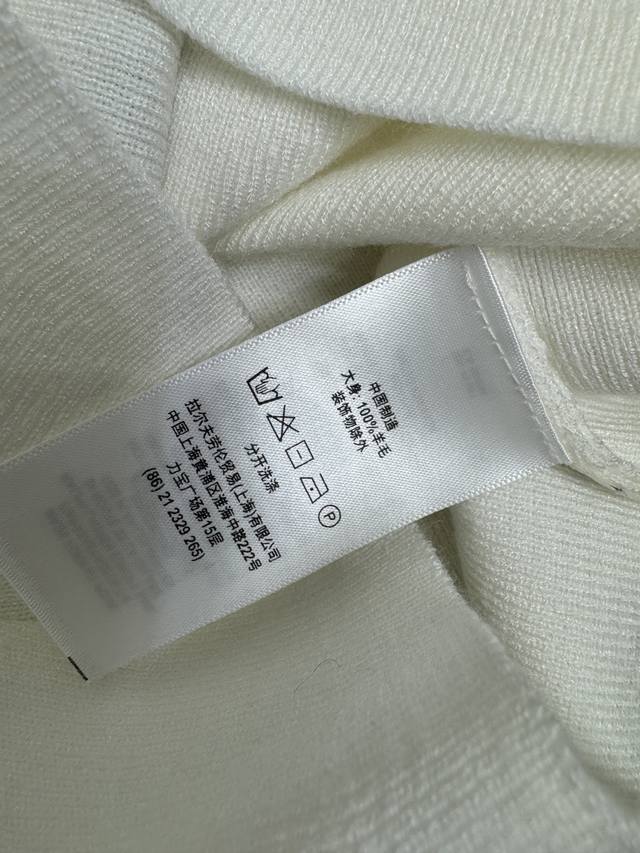 中国制造
大身: 100%羊毛
装饰物除外
P
分开洗涤
拉尔夫劳伦贸易(上海)有限公司
中国上海黄浦区淮海中路222号
力宝广场第15层
(86) 21 2329 265)